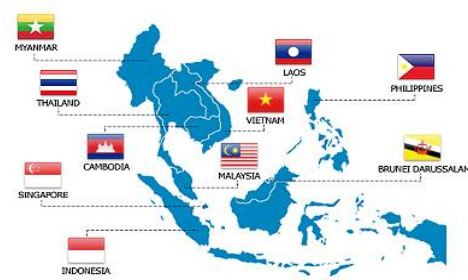 MYANMAR
LAOS
PHILIPPINES
THAILAND
VIETNAM
CAMBODIA
MALAYSIA
BRUNEI DARUSSALAM
SINGAPORE
INDONESIA